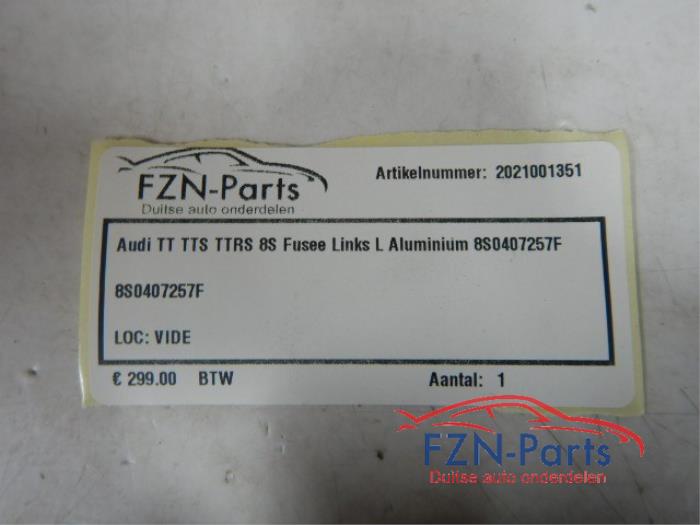 FZN-Parts
Duitse auto onderdelen
Artikelnummer: 2021001351
Audi TT TTS TTRS 8S Fusee Links L Aluminium 8S0407257F
8S0407257F
LOC: VIDE
€ 299.00 BTW Aantal: 1
FZN-Parts
Duitse auto onderdelen